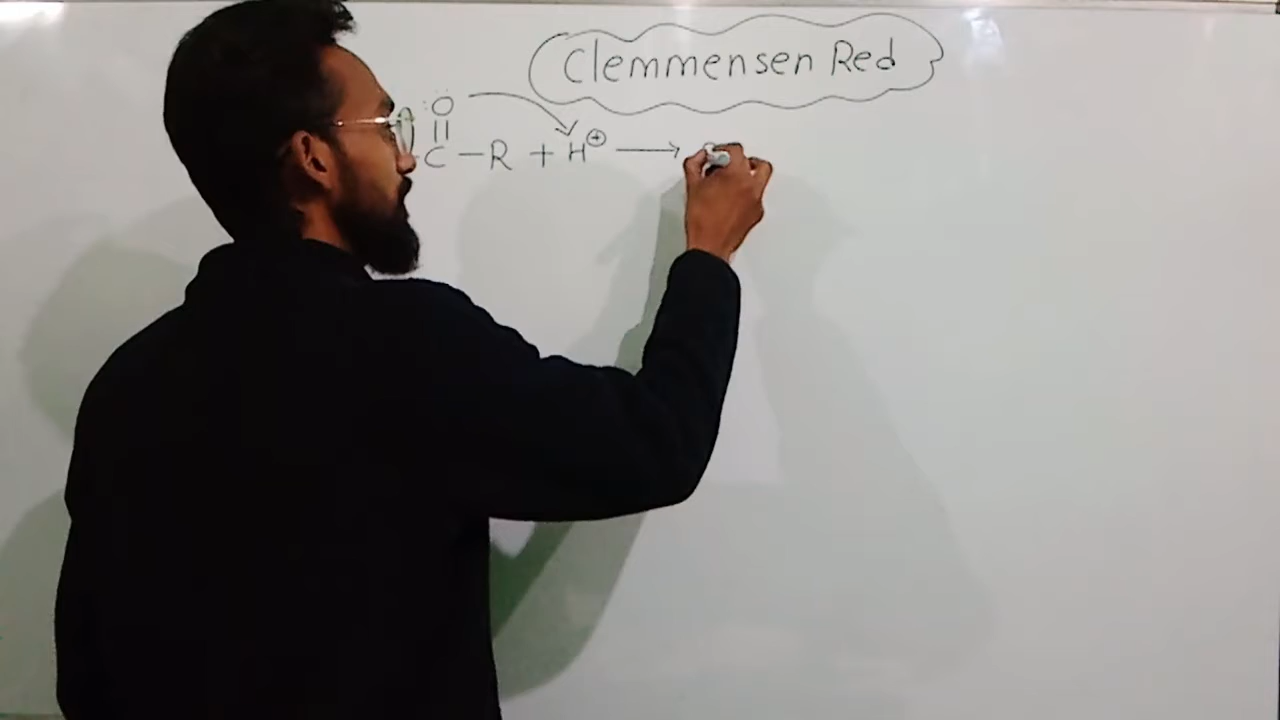 Clemmensen Red
:Ö
||
C — R + H⊕ ⟶